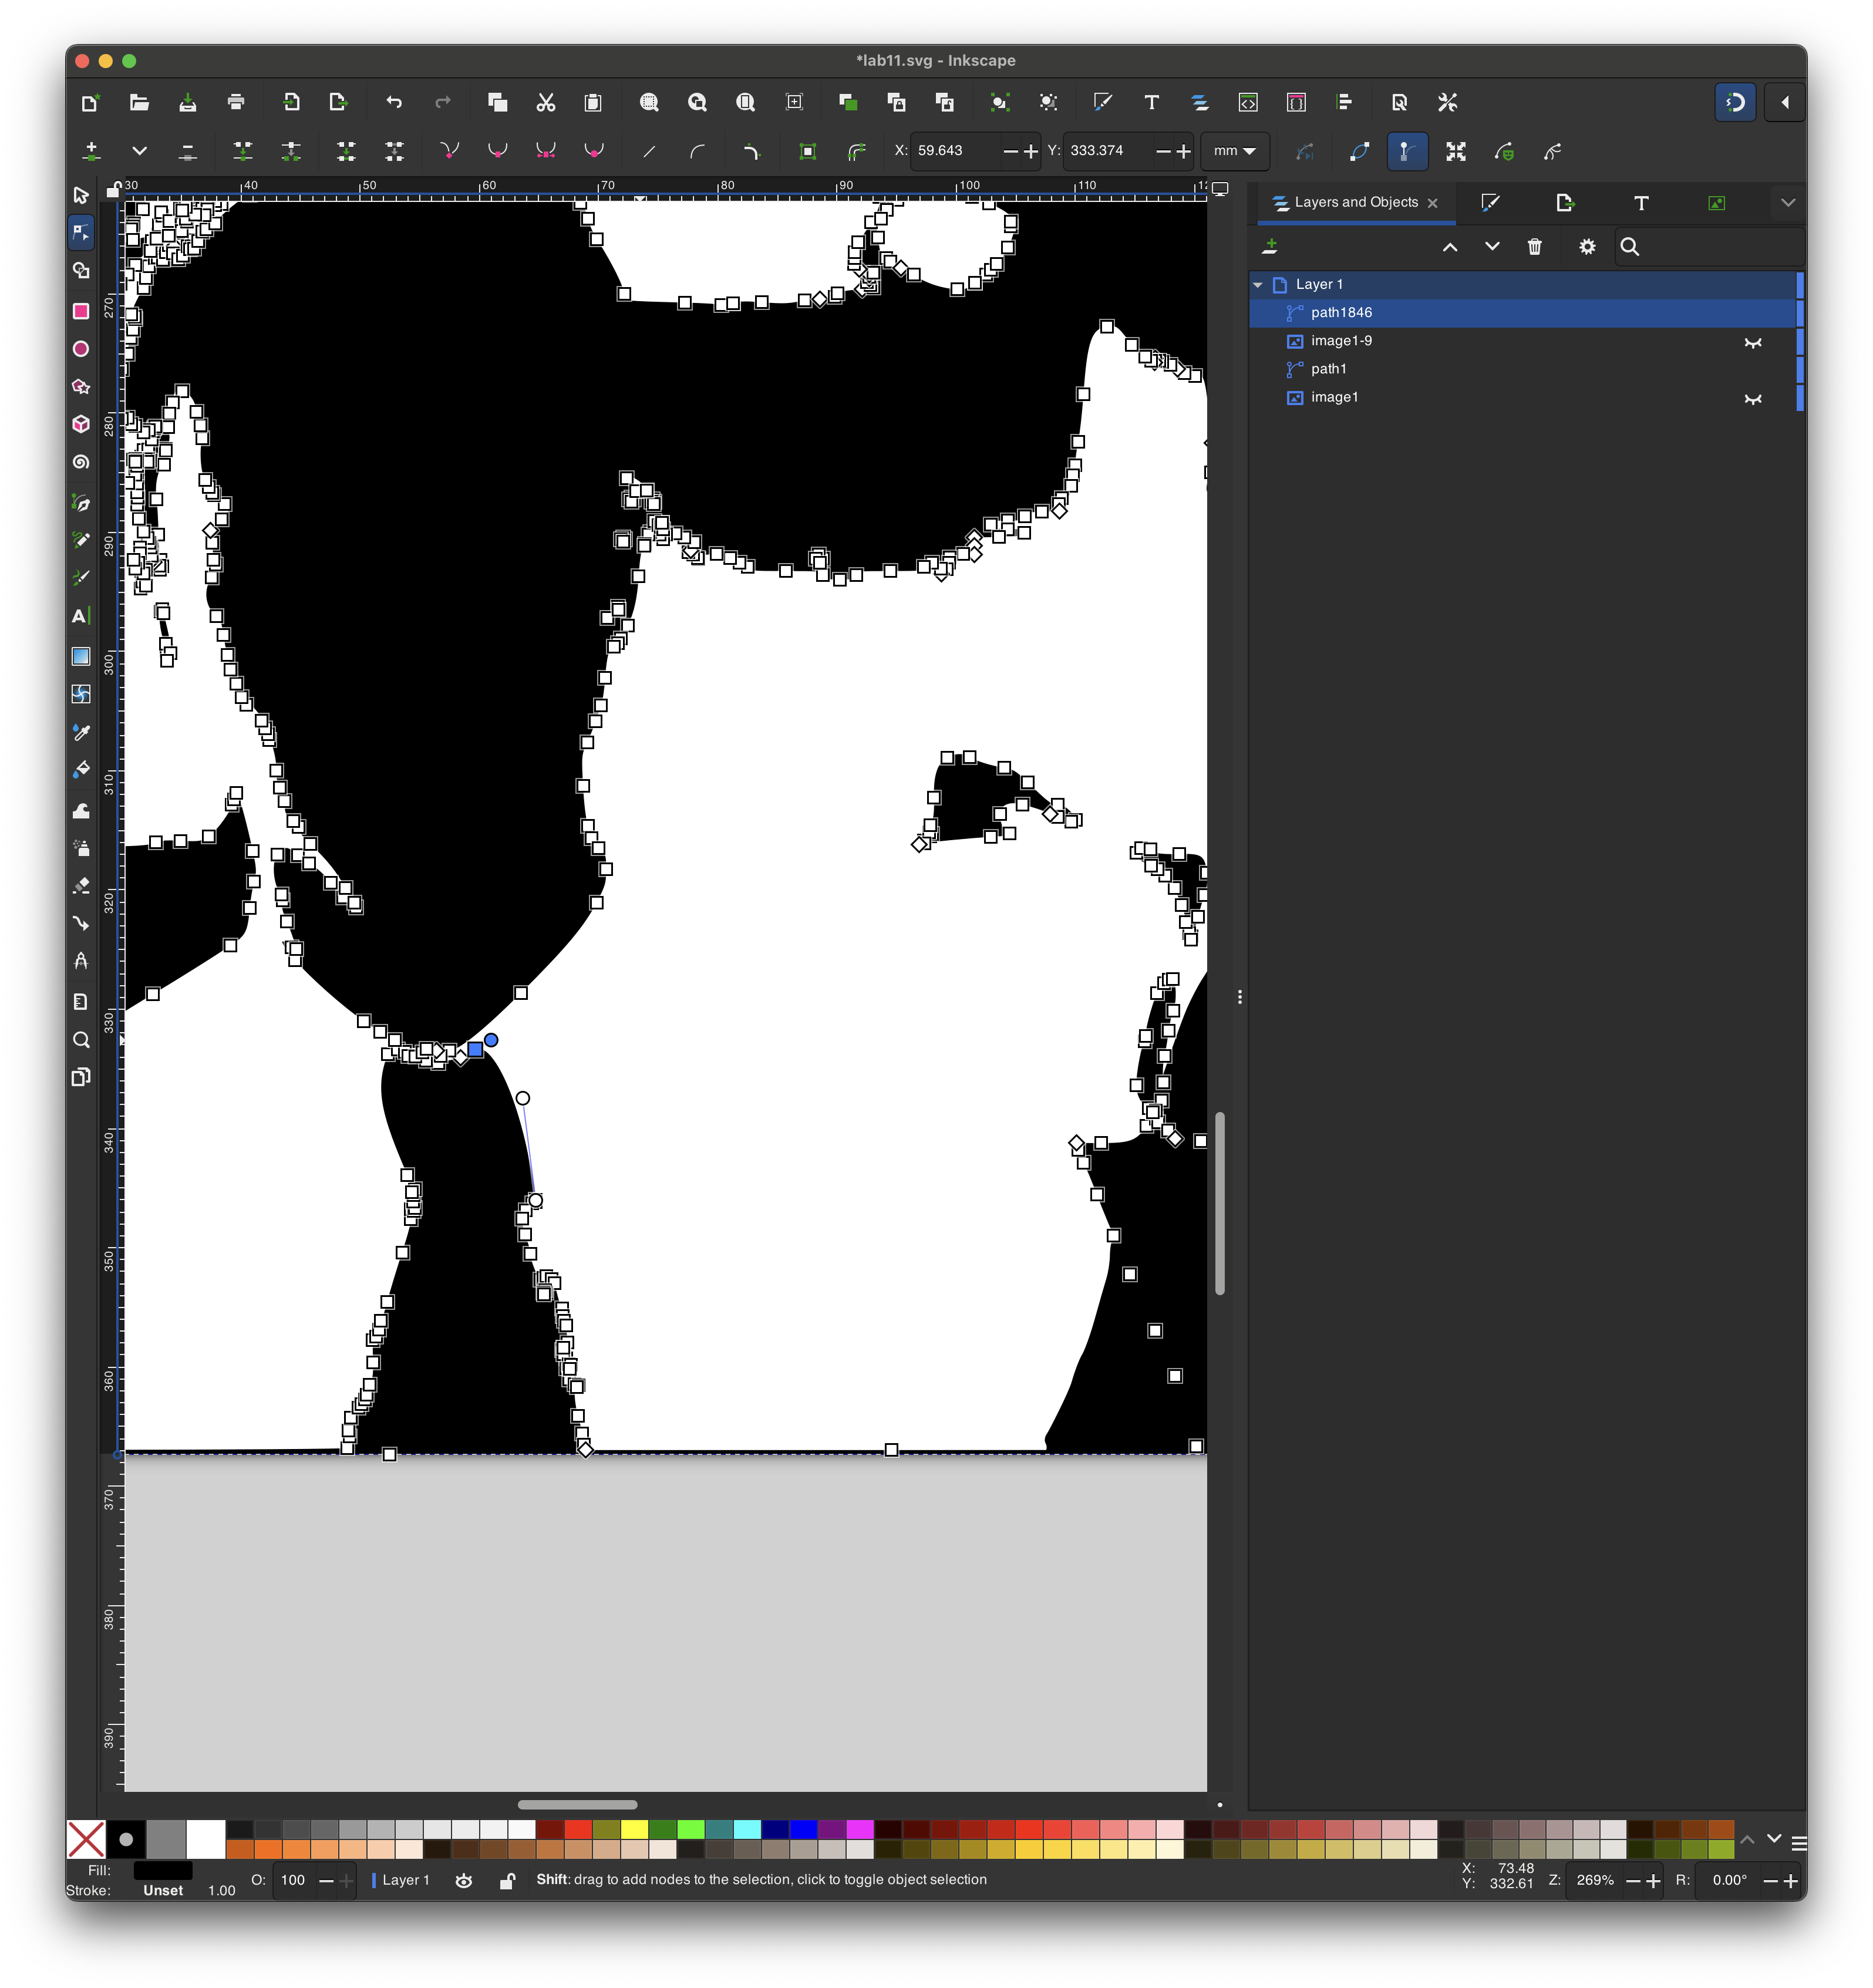 *lab11.svg - Inkscape
X: 59.643 Y: 333.374 mm
30 40 50 60 70 80 90 100 110 12
Layers and Objects
Layer 1
path1846
image1-9
path1
image1
270
280
290
300
310
320
330
340
350
360
370
380
390
Fill:
Stroke: Unset 1.00
O: 100
Layer 1
Shift: drag to add nodes to the selection, click to toggle object selection
X: 73.48
Y: 332.61
Z: 269%
R: 0.00°